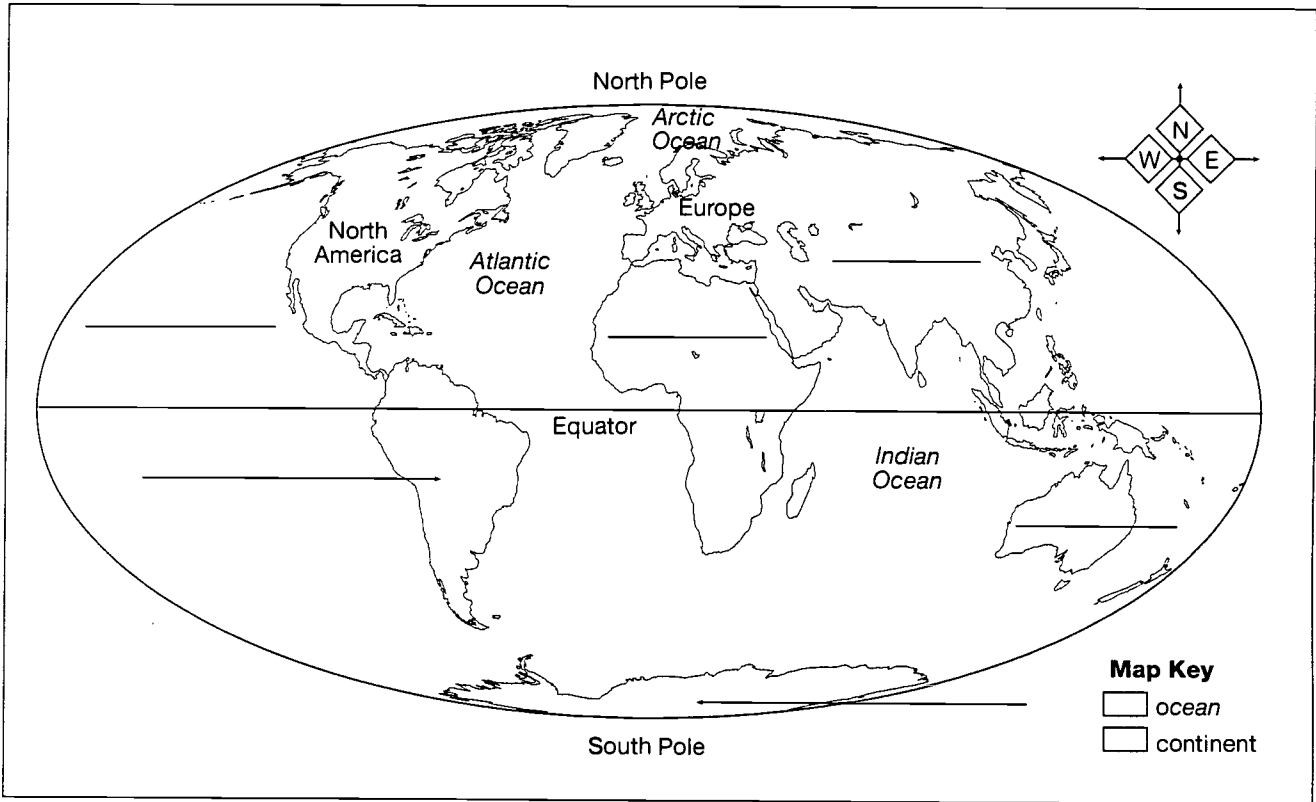 North Pole
Arctic
Ocean
N
W E
S
Europe
North
America
Atlantic
Ocean
Equator
Indian
Ocean
Map Key
ocean
continent
South Pole